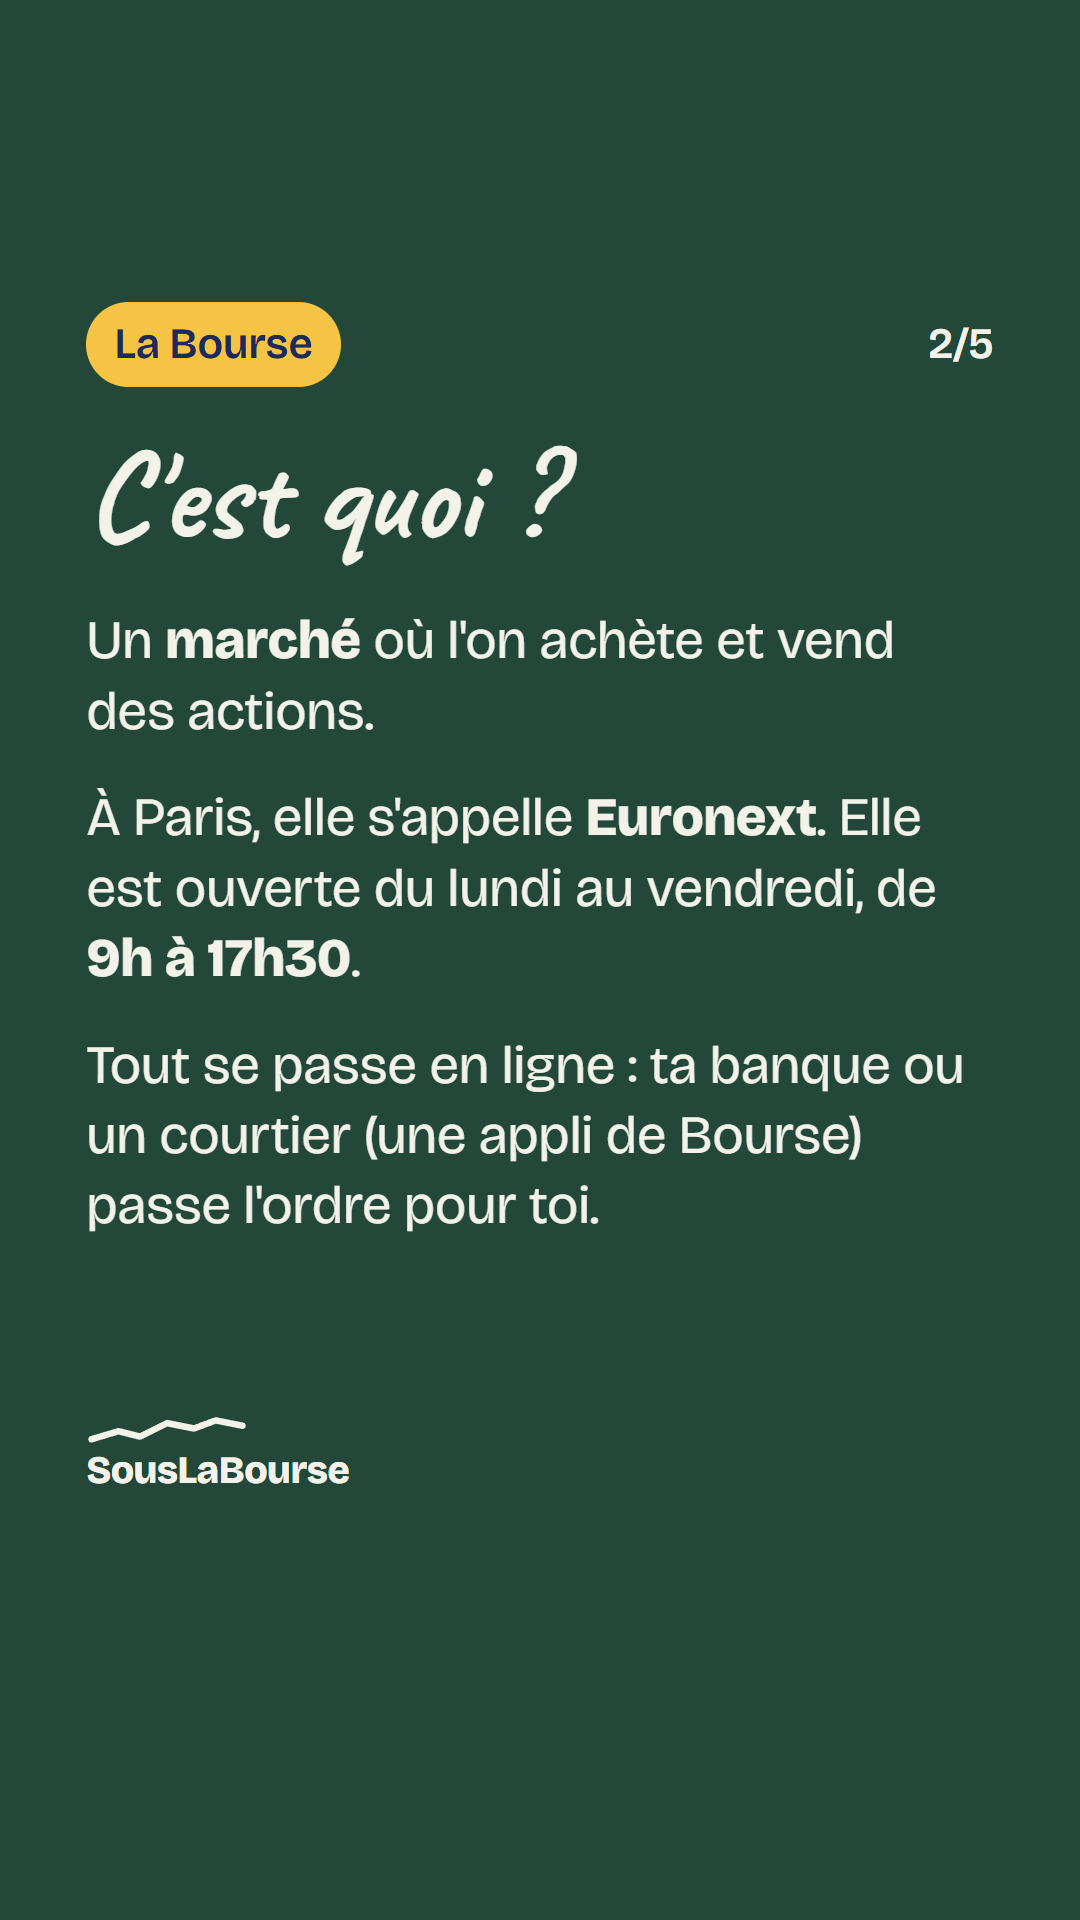 La Bourse
2/5
C'est quoi ?
Un marché où l'on achète et vend
des actions.
À Paris, elle s'appelle Euronext. Elle
est ouverte du lundi au vendredi, de
9h à 17h30.
Tout se passe en ligne : ta banque ou
un courtier (une appli de Bourse)
passe l'ordre pour toi.
SousLaBourse